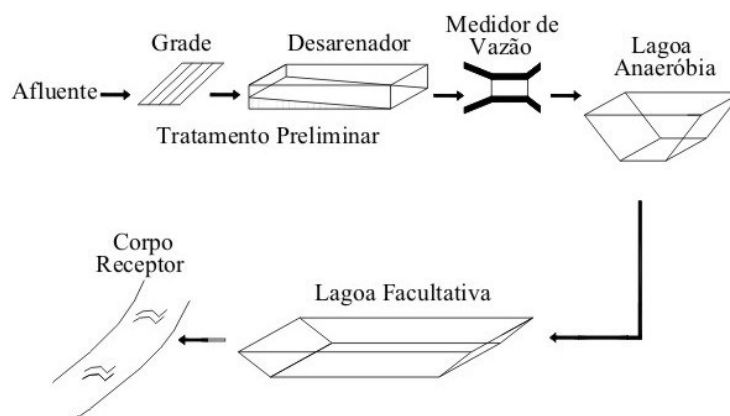 Afluente
Grade
Desarenador
Tratamento Preliminar
Medidor de
Vazão
Lagoa
Anaeróbia
Lagoa Facultativa
Corpo
Receptor